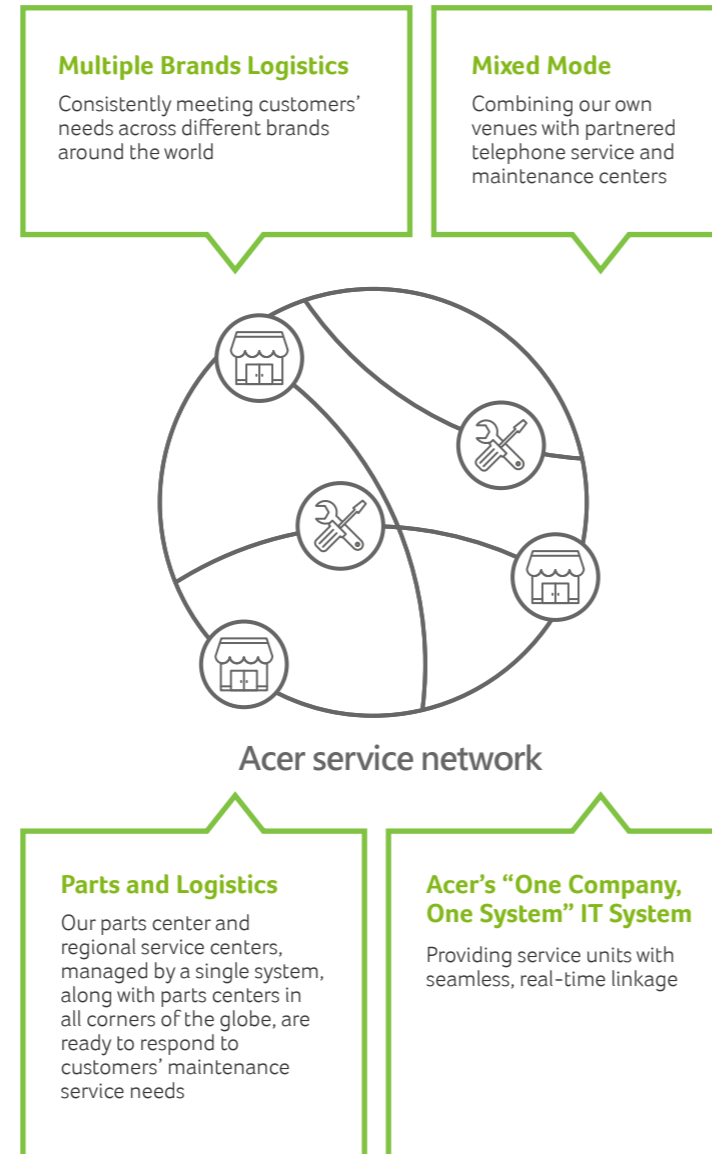 Multiple Brands Logistics
Consistently meeting customers’
needs across different brands
around the world
Mixed Mode
Combining our own
venues with partnered
telephone service and
maintenance centers
Acer service network
Parts and Logistics
Our parts center and
regional service centers,
managed by a single system,
along with parts centers in
all corners of the globe, are
ready to respond to
customers’ maintenance
service needs
Acer’s “One Company,
One System” IT System
Providing service units with
seamless, real-time linkage